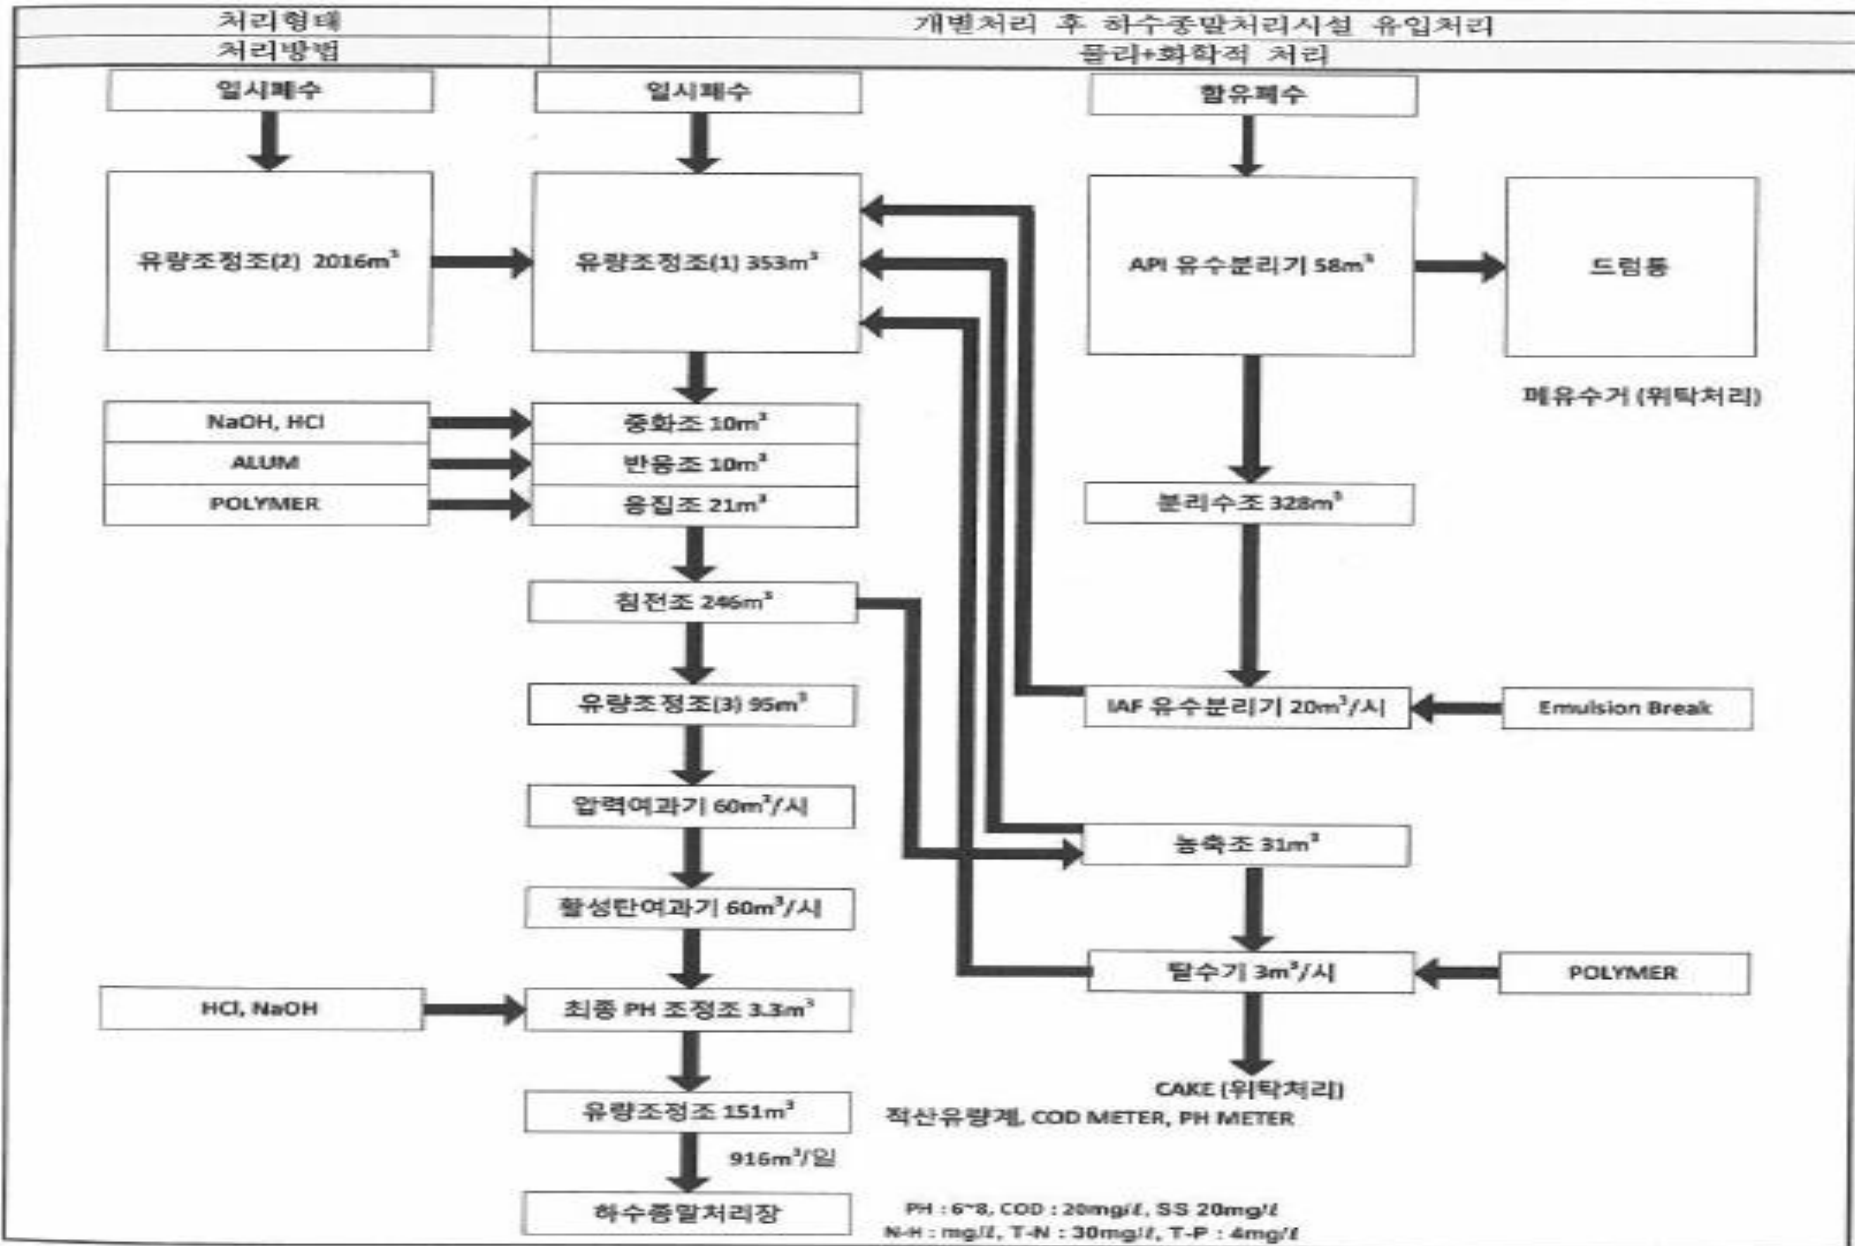 처리형태
개별처리 후 하수종말처리시설 유입처리
처리방법
물리+화학적 처리
일시폐수
일시폐수
함유폐수
유량조정조(2) 2016m³
유량조정조(1) 353m³
API 유수분리기 58m³
드럼통
폐유수거 (위탁처리)
NaOH, HCl
중화조 10m³
ALUM
반응조 10m³
POLYMER
응집조 21m³
분리수조 328m³
침전조 246m³
유량조정조(3) 95m³
IAF 유수분리기 20m³/시
Emulsion Break
압력여과기 60m³/시
농축조 31m³
활성탄여과기 60m³/시
탈수기 3m³/시
POLYMER
HCl, NaOH
최종 PH 조정조 3.3m³
CAKE (위탁처리)
유량조정조 151m³
적산유량계, COD METER, PH METER
916m³/일
하수종말처리장
PH : 6~8, COD : 20mg/ℓ, SS 20mg/ℓ
N-H : mg/ℓ, T-N : 30mg/ℓ, T-P : 4mg/ℓ